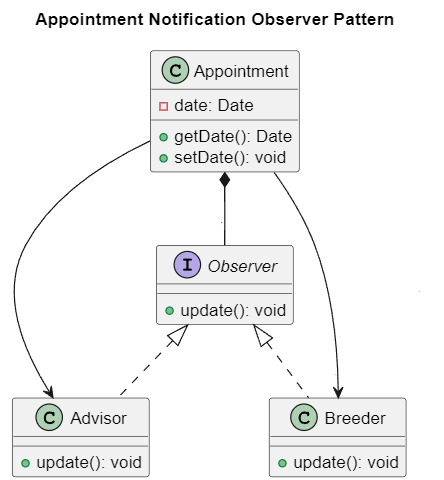 Appointment Notification Observer Pattern
C Appointment
date: Date
getDate(): Date
setDate(): void
I Observer
update(): void
C Advisor
update(): void
C Breeder
update(): void